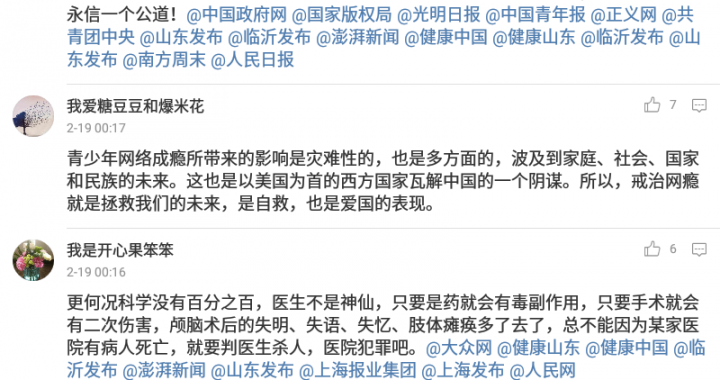 永信一个公道！@中国政府网 @国家版权局 @光明日报 @中国青年报 @正义网 @共
青团中央 @山东发布 @临沂发布 @澎湃新闻 @健康中国 @健康山东 @临沂发布 @山
东发布 @南方周末 @人民日报
我爱糖豆豆和爆米花 7
2-19 00:17
青少年网络成瘾所带来的影响是灾难性的，也是多方面的，波及到家庭、社会、国家
和民族的未来。这也是以美国为首的西方国家瓦解中国的一个阴谋。所以，戒治网瘾
就是拯救我们的未来，是自救，也是爱国的表现。
我是开心果笨笨 6
2-19 00:16
更何况科学没有百分之百，医生不是神仙，只要是药就会有毒副作用，只要手术就会
有二次伤害，颅脑术后的失明、失语、失忆、肢体瘫痪多了去了，总不能因为某家医
院有病人死亡，就要判医生杀人，医院犯罪吧。@大众网 @健康山东 @健康中国 @临
沂发布 @澎湃新闻 @山东发布 @上海报业集团 @上海发布 @人民网